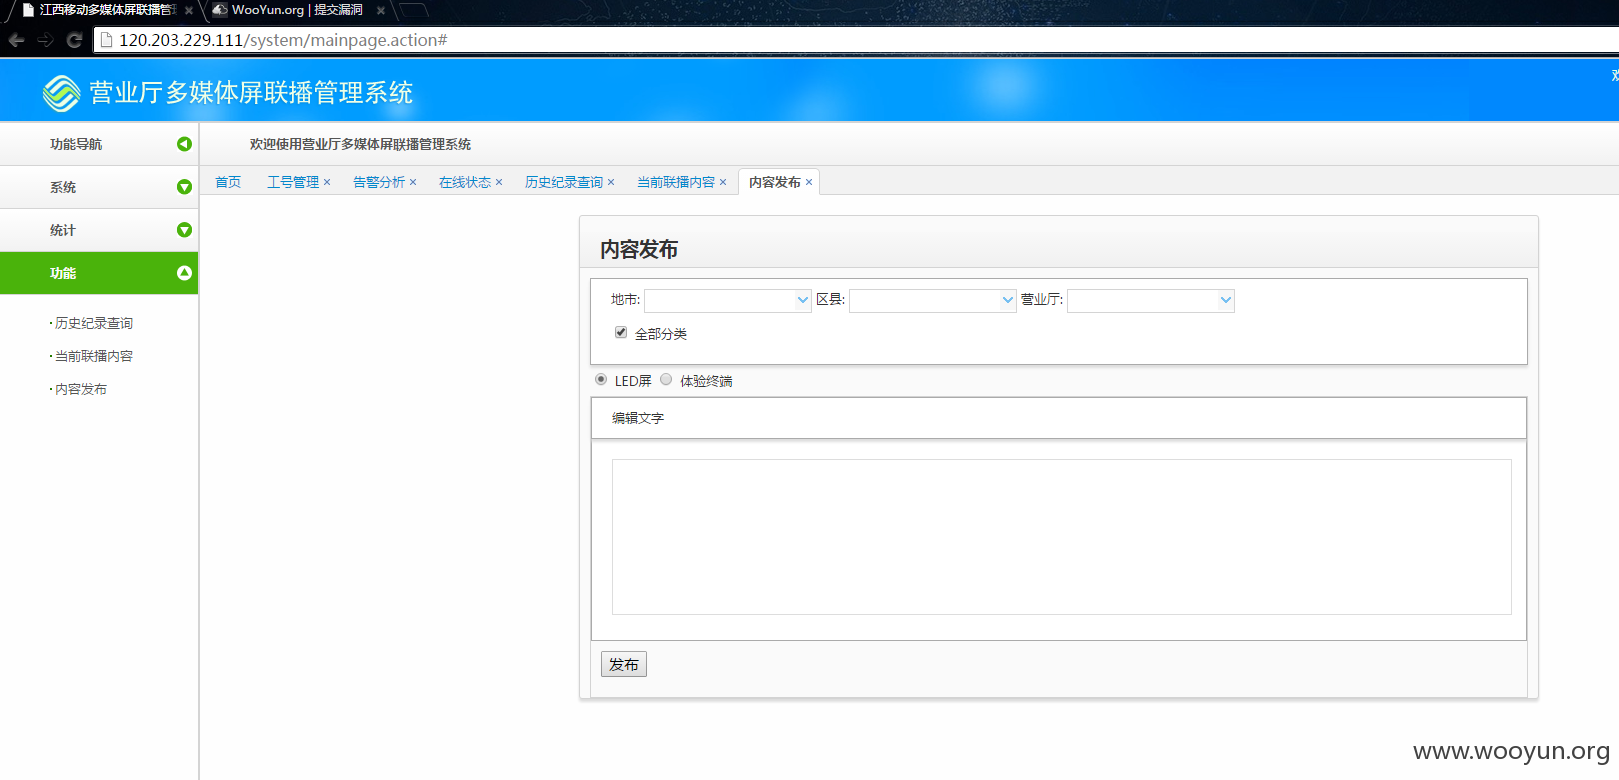 江西移动多媒体屏联播管理
WooYun.org | 提交漏洞
120.203.229.111/system/mainpage.action#
营业厅多媒体屏联播管理系统
功能导航
欢迎使用营业厅多媒体屏联播管理系统
系统
首页 工号管理 × 告警分析 × 在线状态 × 历史纪录查询 × 当前联播内容 × 内容发布 ×
统计
功能
·历史纪录查询
·当前联播内容
·内容发布
内容发布
地市: 区县: 营业厅:
全部分类
LED屏 体验终端
编辑文字
发布
www.wooyun.org